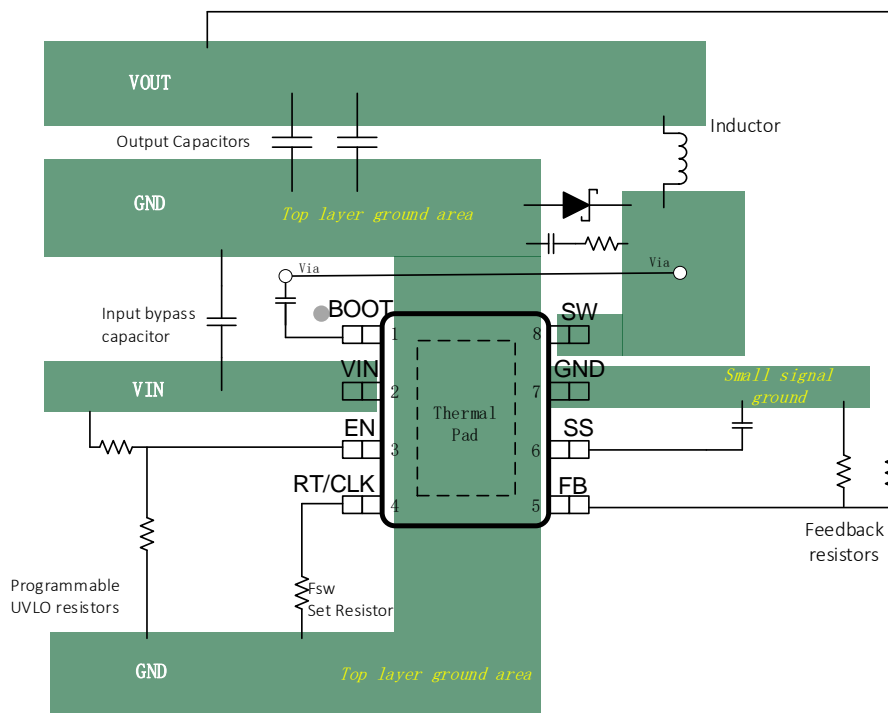 VOUT
Output Capacitors
Inductor
GND
Top layer ground area
Via
Via
Input bypass
capacitor
BOOT
SW
1
8
VIN
VIN
GND
2
7
Small signal
ground
Thermal
Pad
EN
SS
3
6
RT/CLK
FB
4
5
Feedback
resistors
Programmable
UVLO resistors
Fsw
Set Resistor
GND
Top layer ground area